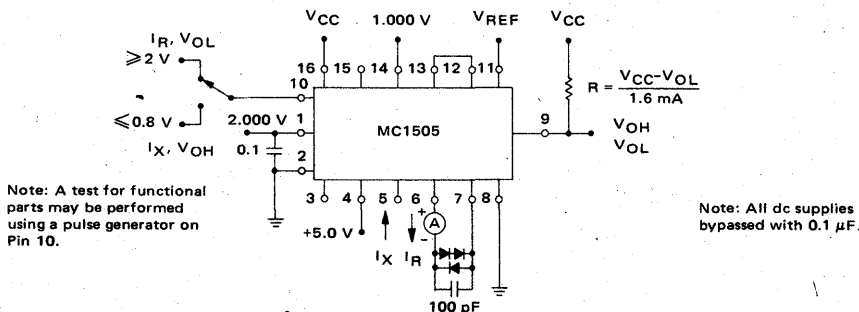 VCC
1.000 V
VREF
VCC
IR, VOL
≥ 2 V
16 15 14 13 12 11
10
R = VCC–VOL
1.6 mA
≤ 0.8 V
2.000 V
1
MC1505
9
VOH
VOL
IX, VOH
0.1
2
Note: A test for functional
parts may be performed
using a pulse generator on
Pin 10.
3 4 5 6 7 8
+5.0 V
IX IR
+
A
–
100 pF
Note: All dc supplies
bypassed with 0.1 μF.